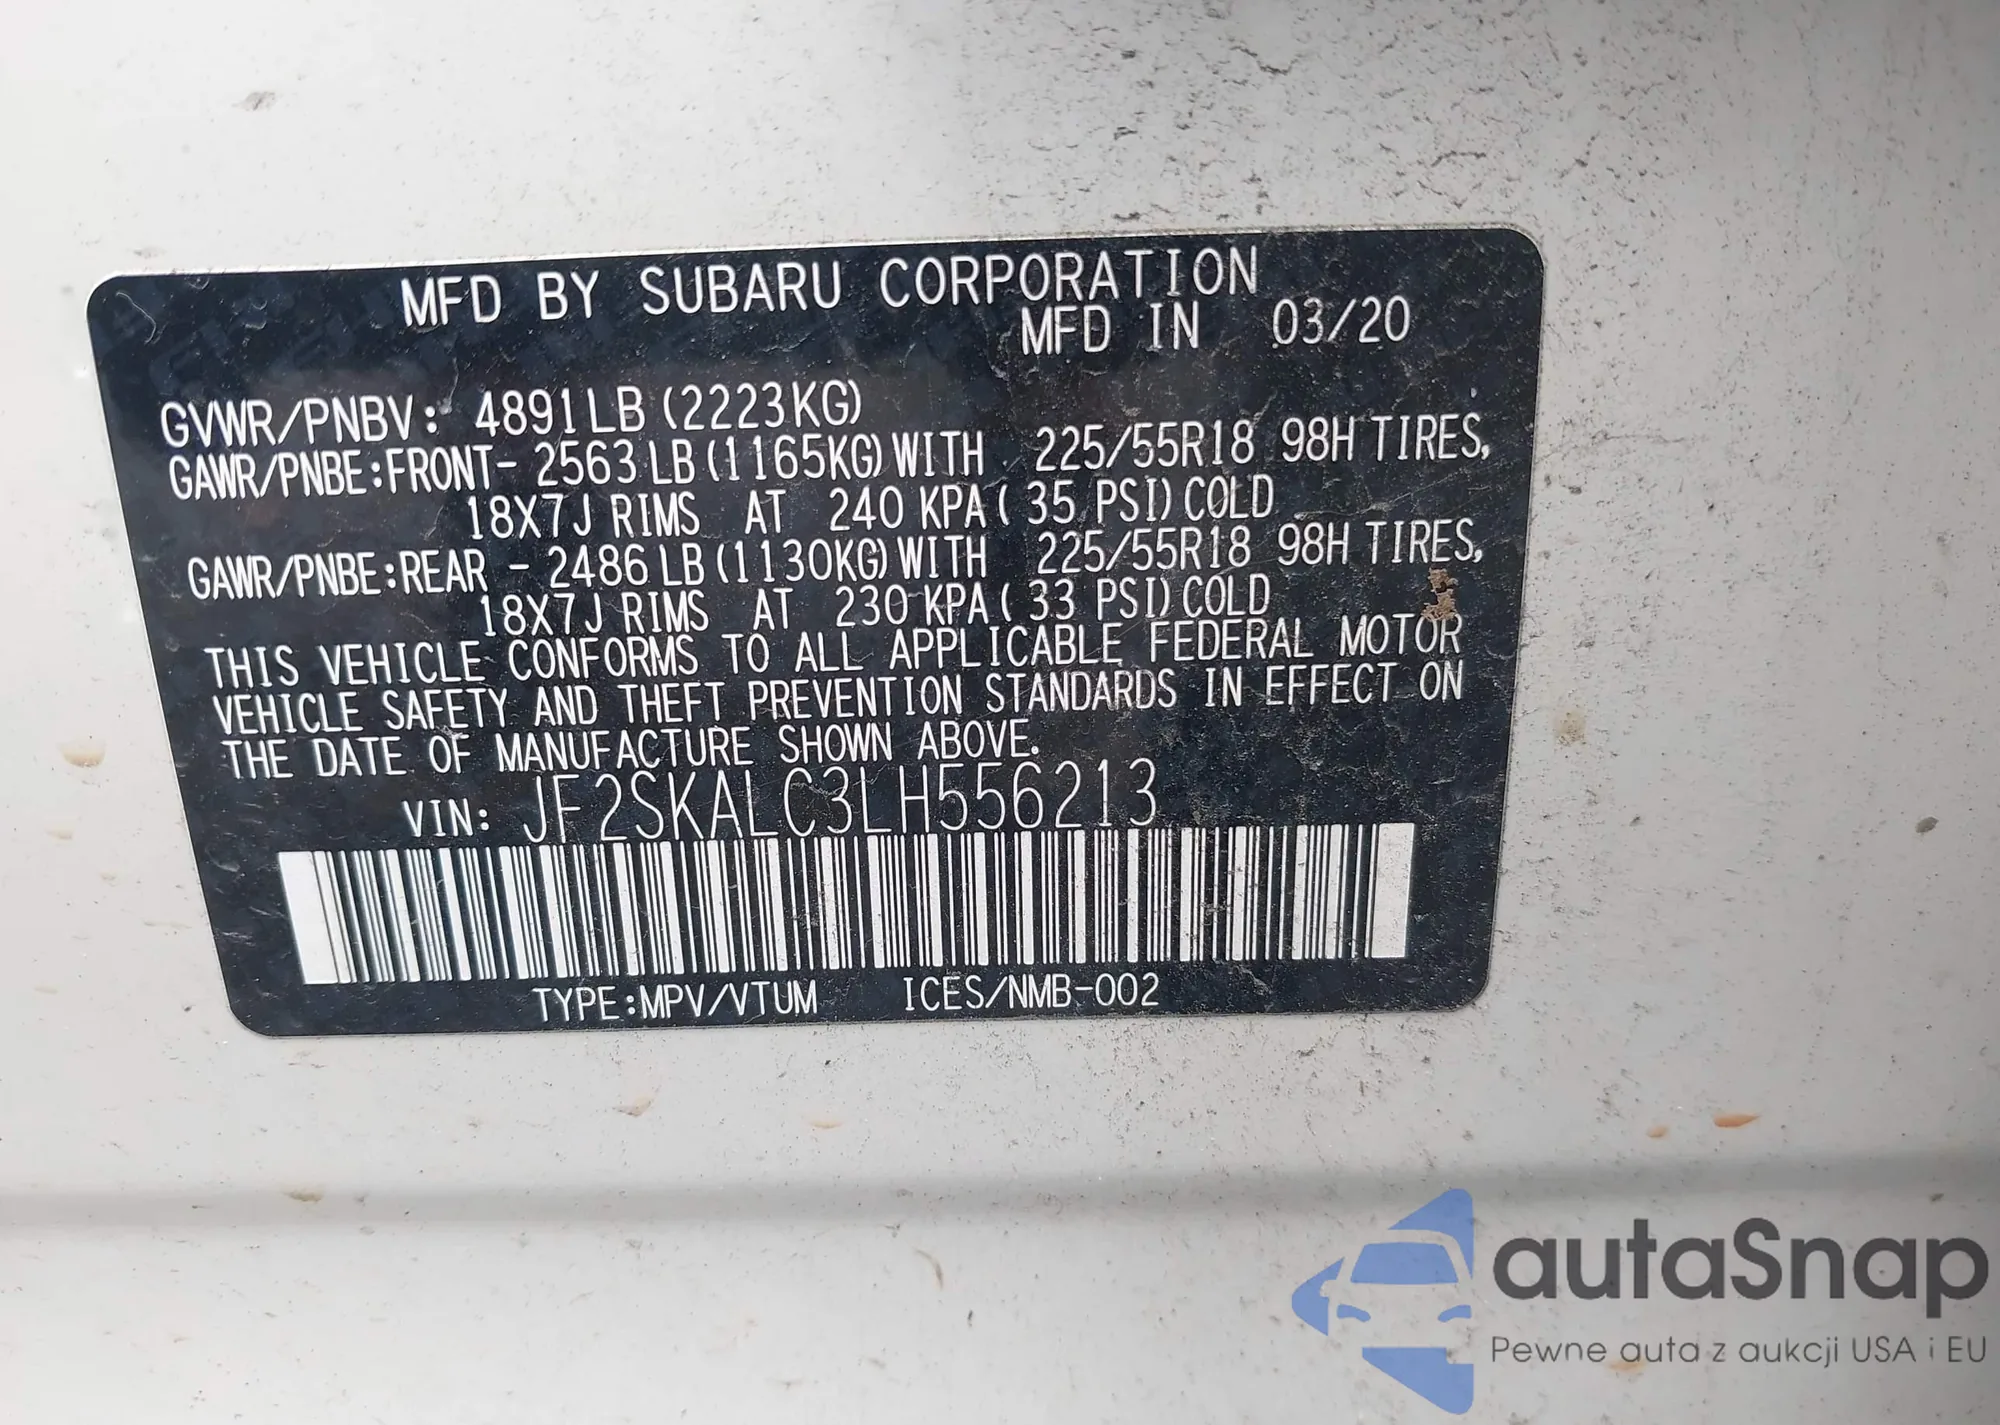 MFD BY SUBARU CORPORATION
MFD IN 03/20
GVWR/PNBV: 4891LB (2223KG)
GAWR/PNBE:FRONT- 2563LB (1165KG) WITH 225/55R18 98H TIRES,
18X7J RIMS AT 240 KPA ( 35 PSI) COLD
GAWR/PNBE:REAR - 2486LB (1130KG) WITH 225/55R18 98H TIRES,
18X7J RIMS AT 230 KPA ( 33 PSI) COLD
THIS VEHICLE CONFORMS TO ALL APPLICABLE FEDERAL MOTOR
VEHICLE SAFETY AND THEFT PREVENTION STANDARDS IN EFFECT ON
THE DATE OF MANUFACTURE SHOWN ABOVE.
VIN: JF2SKALC3LH556213
TYPE:MPV/VTUM ICES/NMB-002
autaSnap
Pewne auta z aukcji USA i EU